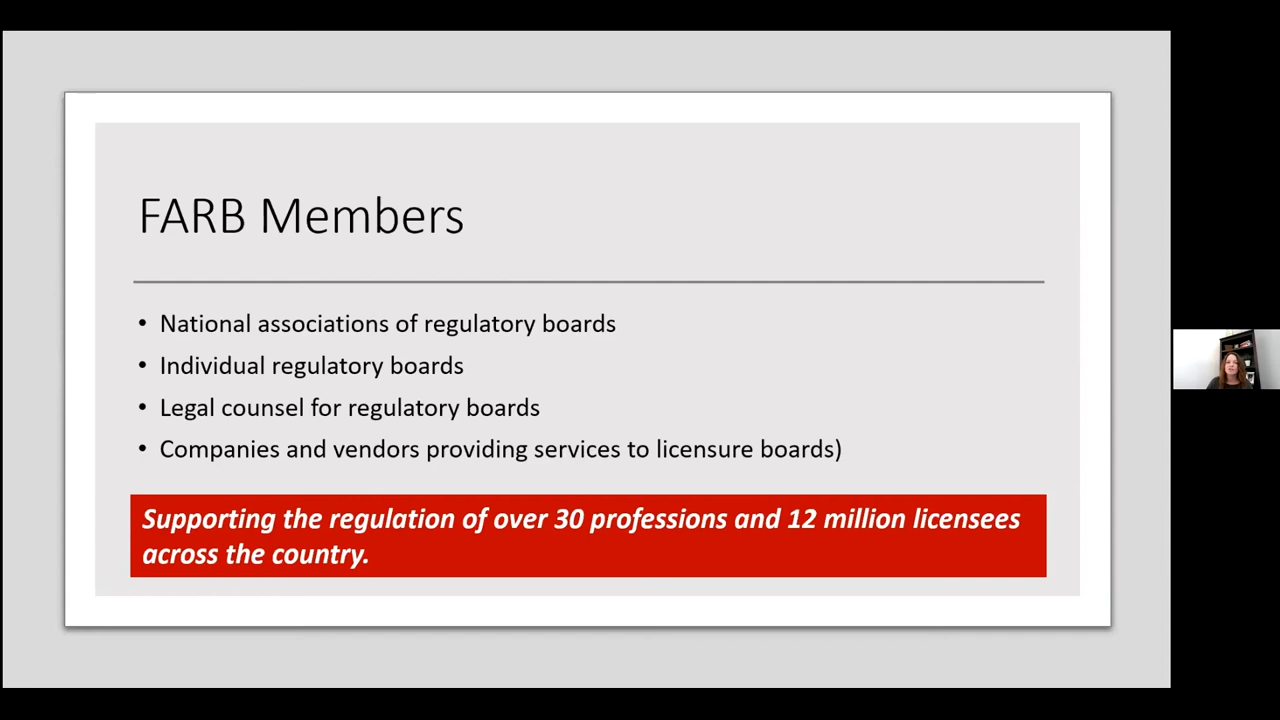 FARB Members
• National associations of regulatory boards
• Individual regulatory boards
• Legal counsel for regulatory boards
• Companies and vendors providing services to licensure boards)
Supporting the regulation of over 30 professions and 12 million licensees
across the country.